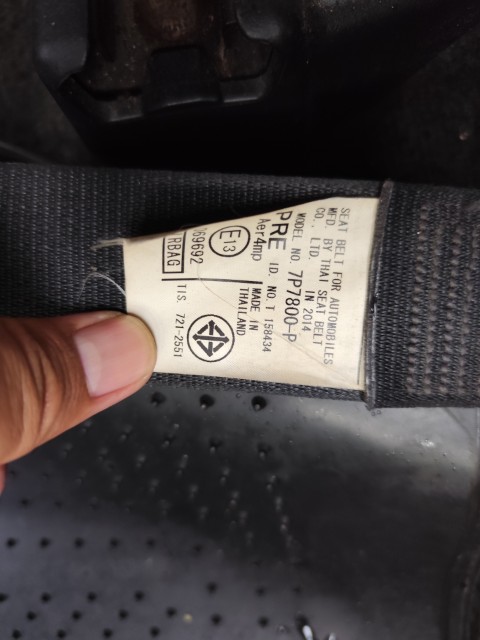 SEAT BELT FOR AUTOMOBILES
MFD. BY THAI SEAT BELT
CO., LTD. IN 2014
MODEL NO. 7P7800-P
PRE ID. NO. T 158434
Aer4mp
E13 MADE IN
THAILAND
69692
RBAG TIS. 721-2551